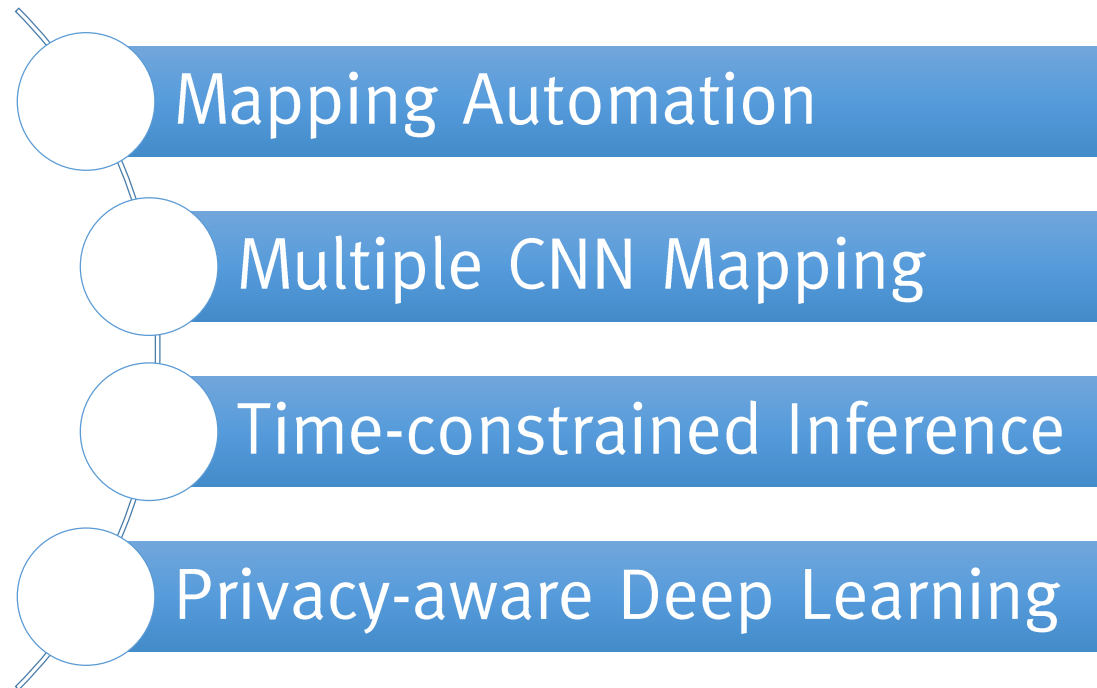 Mapping Automation
Multiple CNN Mapping
Time-constrained Inference
Privacy-aware Deep Learning